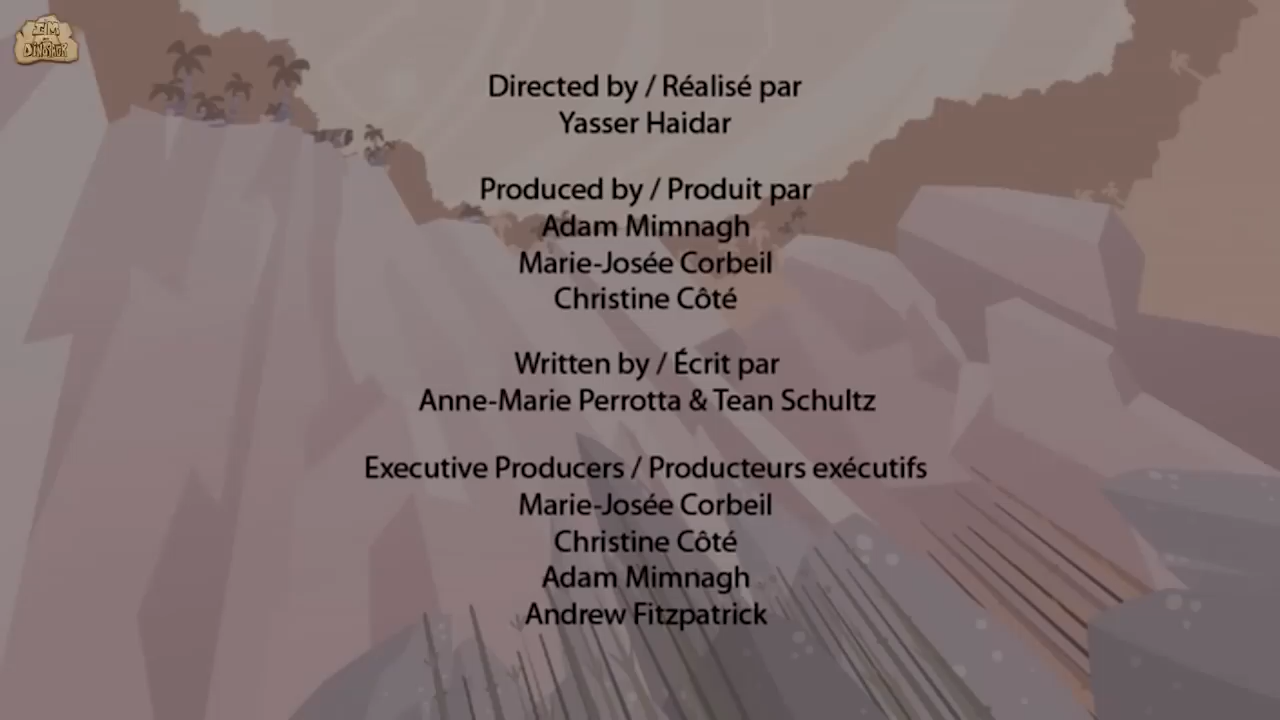 I'M A
DINOSAUR
Directed by / Réalisé par
Yasser Haidar
Produced by / Produit par
Adam Mimnagh
Marie-Josée Corbeil
Christine Côté
Written by / Écrit par
Anne-Marie Perrotta & Tean Schultz
Executive Producers / Producteurs exécutifs
Marie-Josée Corbeil
Christine Côté
Adam Mimnagh
Andrew Fitzpatrick